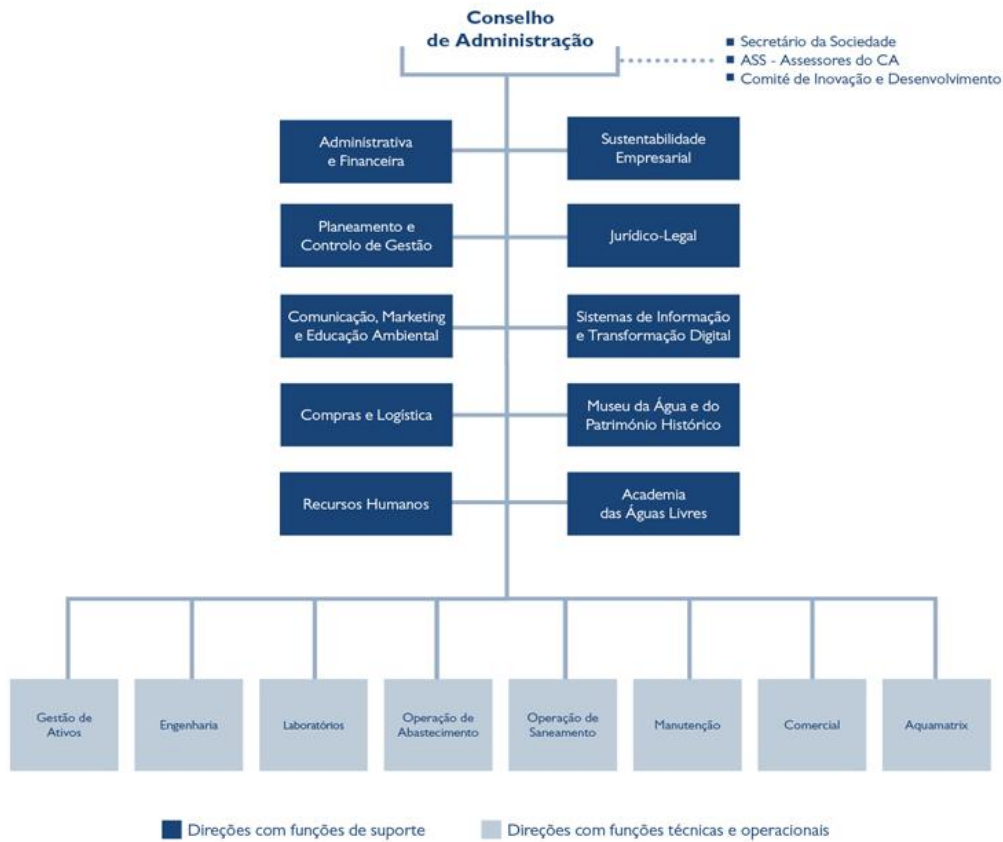 Conselho
de Administração
Secretário da Sociedade
ASS - Assessores do CA
Comité de Inovação e Desenvolvimento
Administrativa
e Financeira
Sustentabilidade
Empresarial
Planeamento e
Controlo de Gestão
Jurídico-Legal
Comunicação, Marketing
e Educação Ambiental
Sistemas de Informação
e Transformação Digital
Compras e Logística
Museu da Água e do
Património Histórico
Recursos Humanos
Academia
das Águas Livres
Gestão de
Ativos
Engenharia
Laboratórios
Operação de
Abastecimento
Operação de
Saneamento
Manutenção
Comercial
Aquamatrix
Direções com funções de suporte
Direções com funções técnicas e operacionais